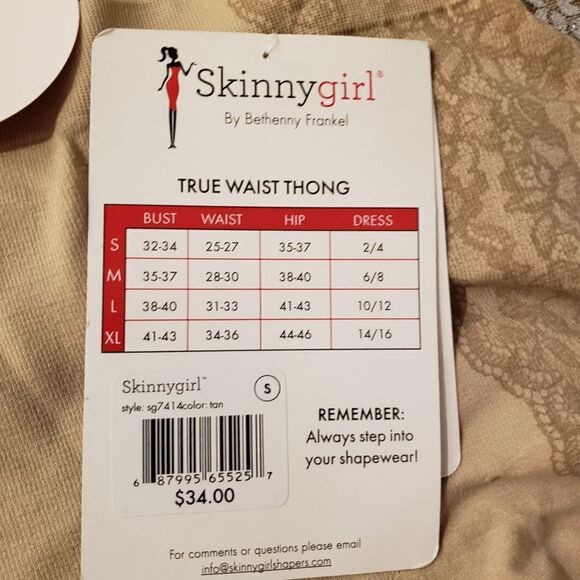 Skinnygirl®
By Bethenny Frankel
TRUE WAIST THONG
BUST WAIST HIP DRESS
S 32-34 25-27 35-37 2/4
M 35-37 28-30 38-40 6/8
L 38-40 31-33 41-43 10/12
XL 41-43 34-36 44-46 14/16
Skinnygirl™ S
style: sg7414color: tan
6 87995 65525 7
$34.00
REMEMBER:
Always step into
your shapewear!
For comments or questions please email
info@skinnygirlshapers.com